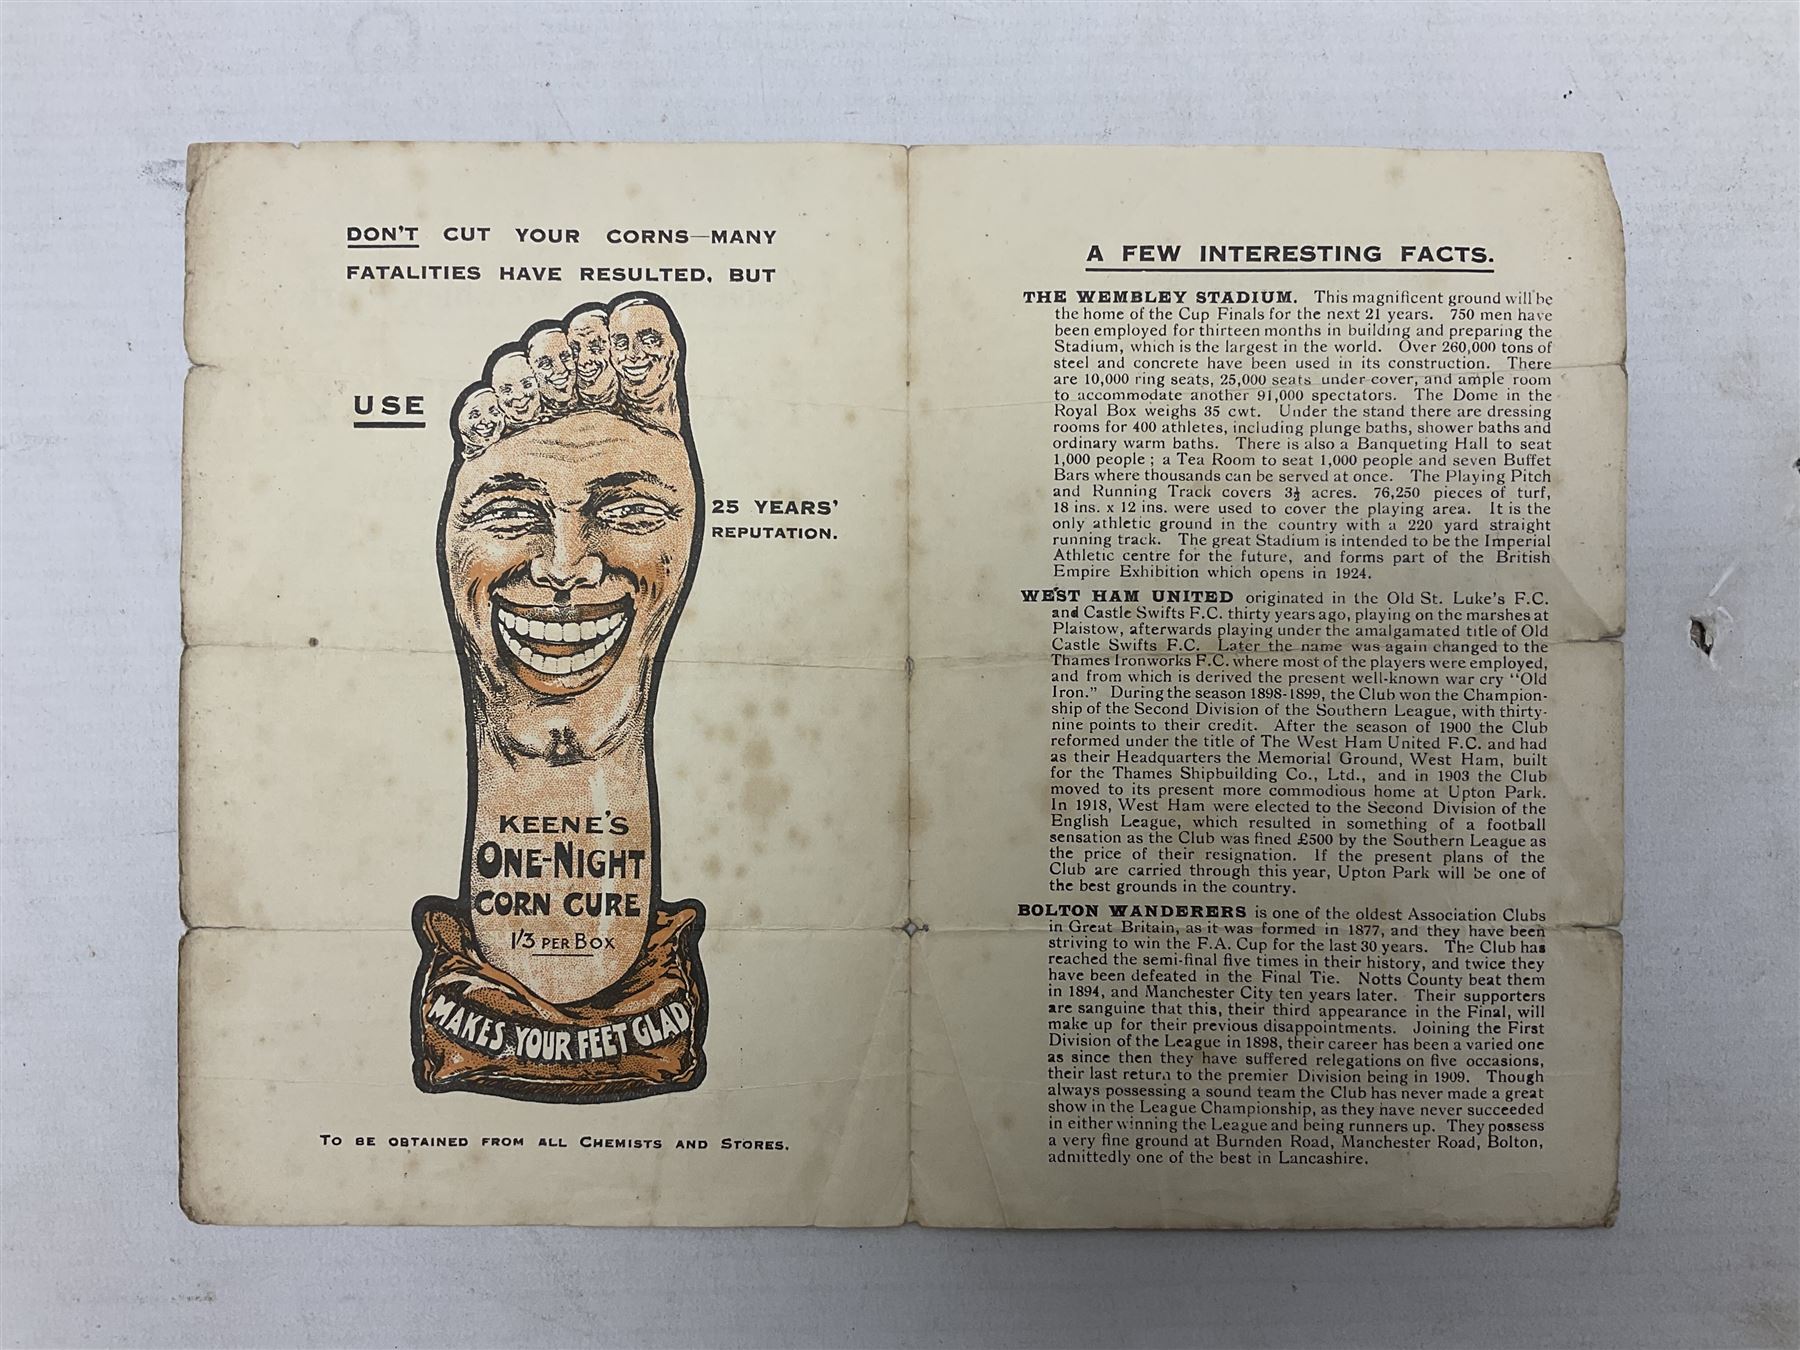 DON'T CUT YOUR CORNS—MANY
FATALITIES HAVE RESULTED, BUT
USE
25 YEARS'
REPUTATION.
KEENE'S
ONE-NIGHT
CORN CURE
1/3 PER BOX
MAKES YOUR FEET GLAD
TO BE OBTAINED FROM ALL CHEMISTS AND STORES.
A FEW INTERESTING FACTS.
THE WEMBLEY STADIUM. This magnificent ground will be
the home of the Cup Finals for the next 21 years. 750 men have
been employed for thirteen months in building and preparing the
Stadium, which is the largest in the world. Over 260,000 tons of
steel and concrete have been used in its construction. There
are 10,000 ring seats, 25,000 seats under cover, and ample room
to accommodate another 91,000 spectators. The Dome in the
Royal Box weighs 35 cwt. Under the stand there are dressing
rooms for 400 athletes, including plunge baths, shower baths and
ordinary warm baths. There is also a Banqueting Hall to seat
1,000 people; a Tea Room to seat 1,000 people and seven Buffet
Bars where thousands can be served at once. The Playing Pitch
and Running Track covers 3½ acres. 76,250 pieces of turf,
18 ins. x 12 ins. were used to cover the playing area. It is the
only athletic ground in the country with a 220 yard straight
running track. The great Stadium is intended to be the Imperial
Athletic centre for the future, and forms part of the British
Empire Exhibition which opens in 1924.
WEST HAM UNITED originated in the Old St. Luke's F.C.
and Castle Swifts F.C. thirty years ago, playing on the marshes at
Plaistow, afterwards playing under the amalgamated title of Old
Castle Swifts F.C. Later the name was again changed to the
Thames Ironworks F.C. where most of the players were employed,
and from which is derived the present well-known war cry "Old
Iron." During the season 1898-1899, the Club won the Champion-
ship of the Second Division of the Southern League, with thirty-
nine points to their credit. After the season of 1900 the Club
reformed under the title of The West Ham United F.C. and had
as their Headquarters the Memorial Ground, West Ham, built
for the Thames Shipbuilding Co., Ltd., and in 1903 the Club
moved to its present more commodious home at Upton Park.
In 1918, West Ham were elected to the Second Division of the
English League, which resulted in something of a football
sensation as the Club was fined £500 by the Southern League as
the price of their resignation. If the present plans of the
Club are carried through this year, Upton Park will be one of
the best grounds in the country.
BOLTON WANDERERS is one of the oldest Association Clubs
in Great Britain, as it was formed in 1877, and they have been
striving to win the F.A. Cup for the last 30 years. The Club has
reached the semi-final five times in their history, and twice they
have been defeated in the Final Tie. Notts County beat them
in 1894, and Manchester City ten years later. Their supporters
are sanguine that this, their third appearance in the Final, will
make up for their previous disappointments. Joining the First
Division of the League in 1898, their career has been a varied one
as since then they have suffered relegations on five occasions,
their last return to the premier Division being in 1909. Though
always possessing a sound team the Club has never made a great
show in the League Championship, as they have never succeeded
in either winning the League and being runners up. They possess
a very fine ground at Burnden Road, Manchester Road, Bolton,
admittedly one of the best in Lancashire.